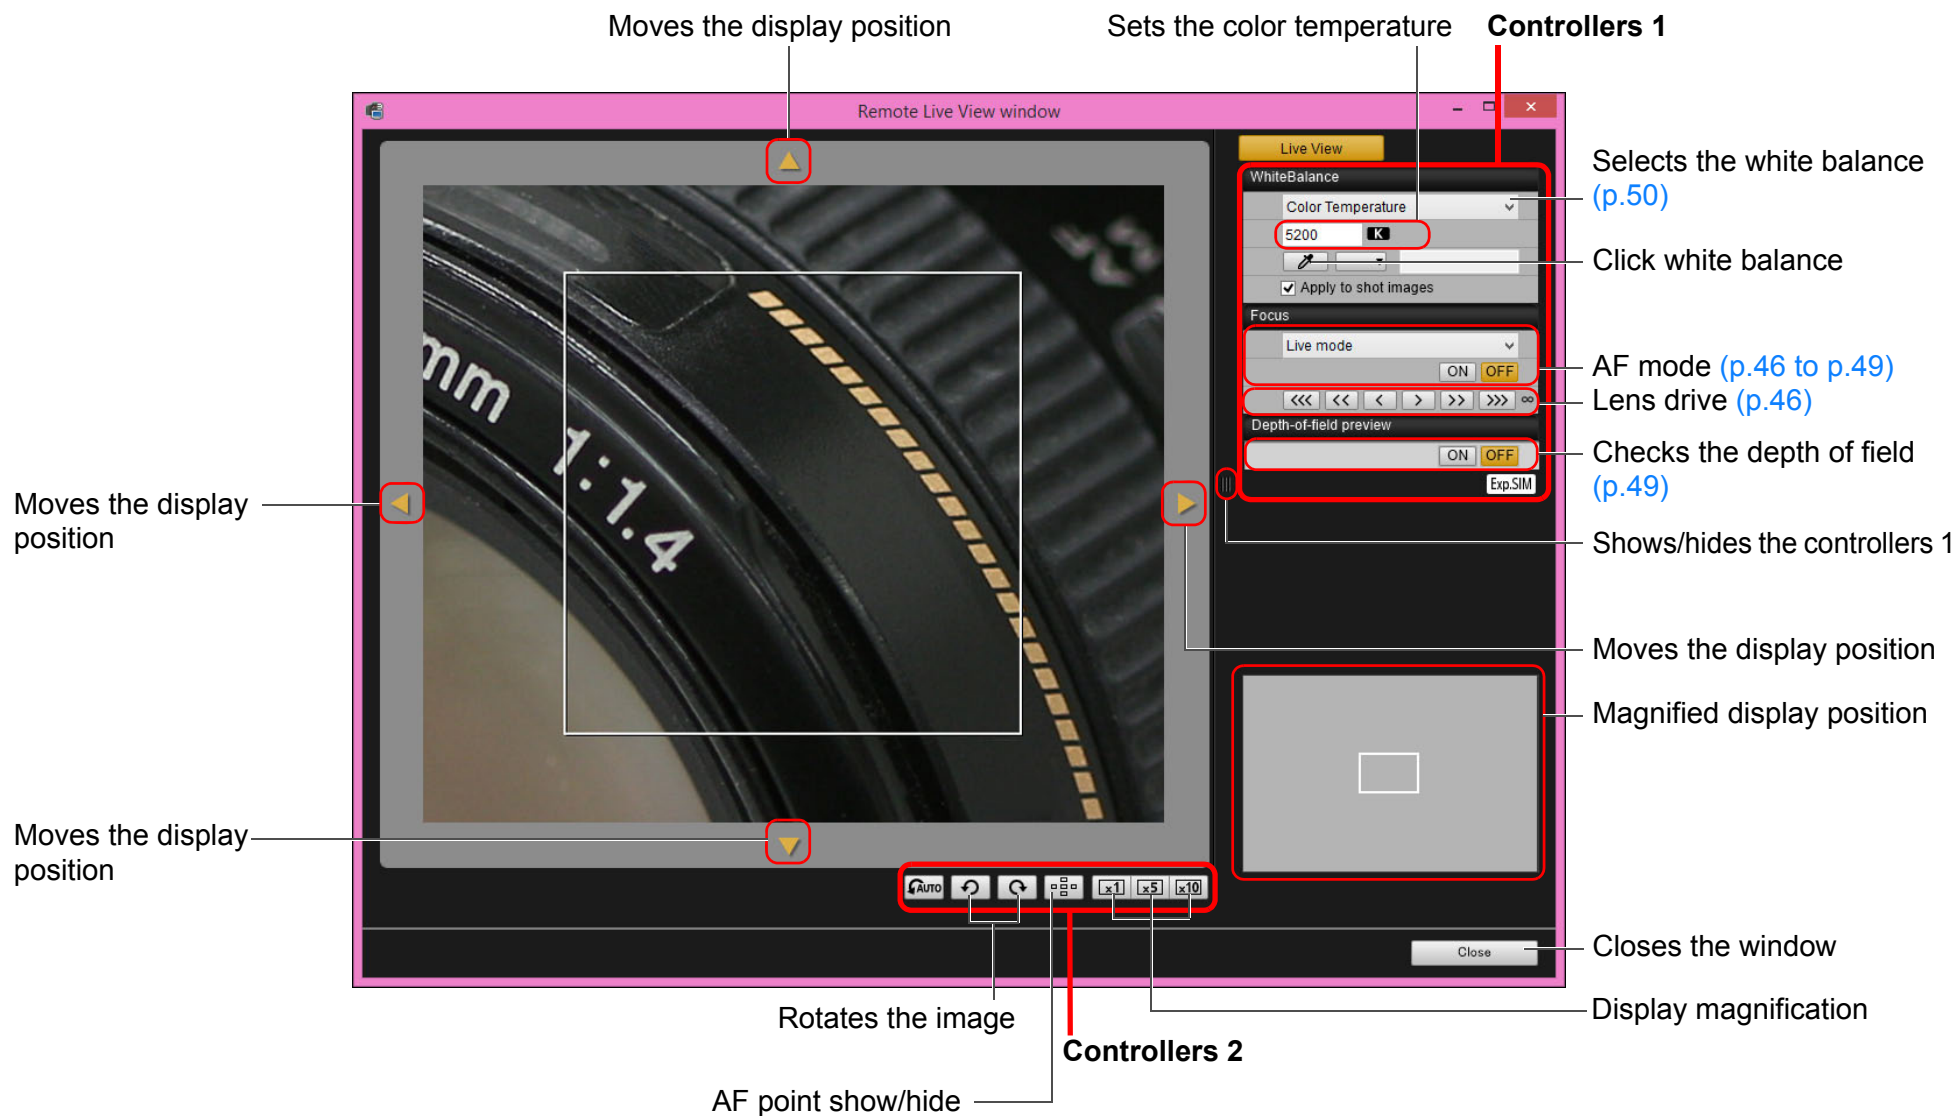 Moves the display position
Sets the color temperature
Controllers 1
Remote Live View window
Live View
WhiteBalance
Color Temperature
5200 K
Apply to shot images
Focus
Live mode
ON OFF
<<< << < > >> >>> ∞
Depth-of-field preview
ON OFF
Exp.SIM
Selects the white balance
(p.50)
Click white balance
AF mode (p.46 to p.49)
Lens drive (p.46)
Checks the depth of field
(p.49)
Shows/hides the controllers 1
Moves the display position
Magnified display position
mm 1:1.4
Moves the display
position
Moves the display
position
AUTO x1 x5 x10
Close
Closes the window
Rotates the image
Display magnification
Controllers 2
AF point show/hide